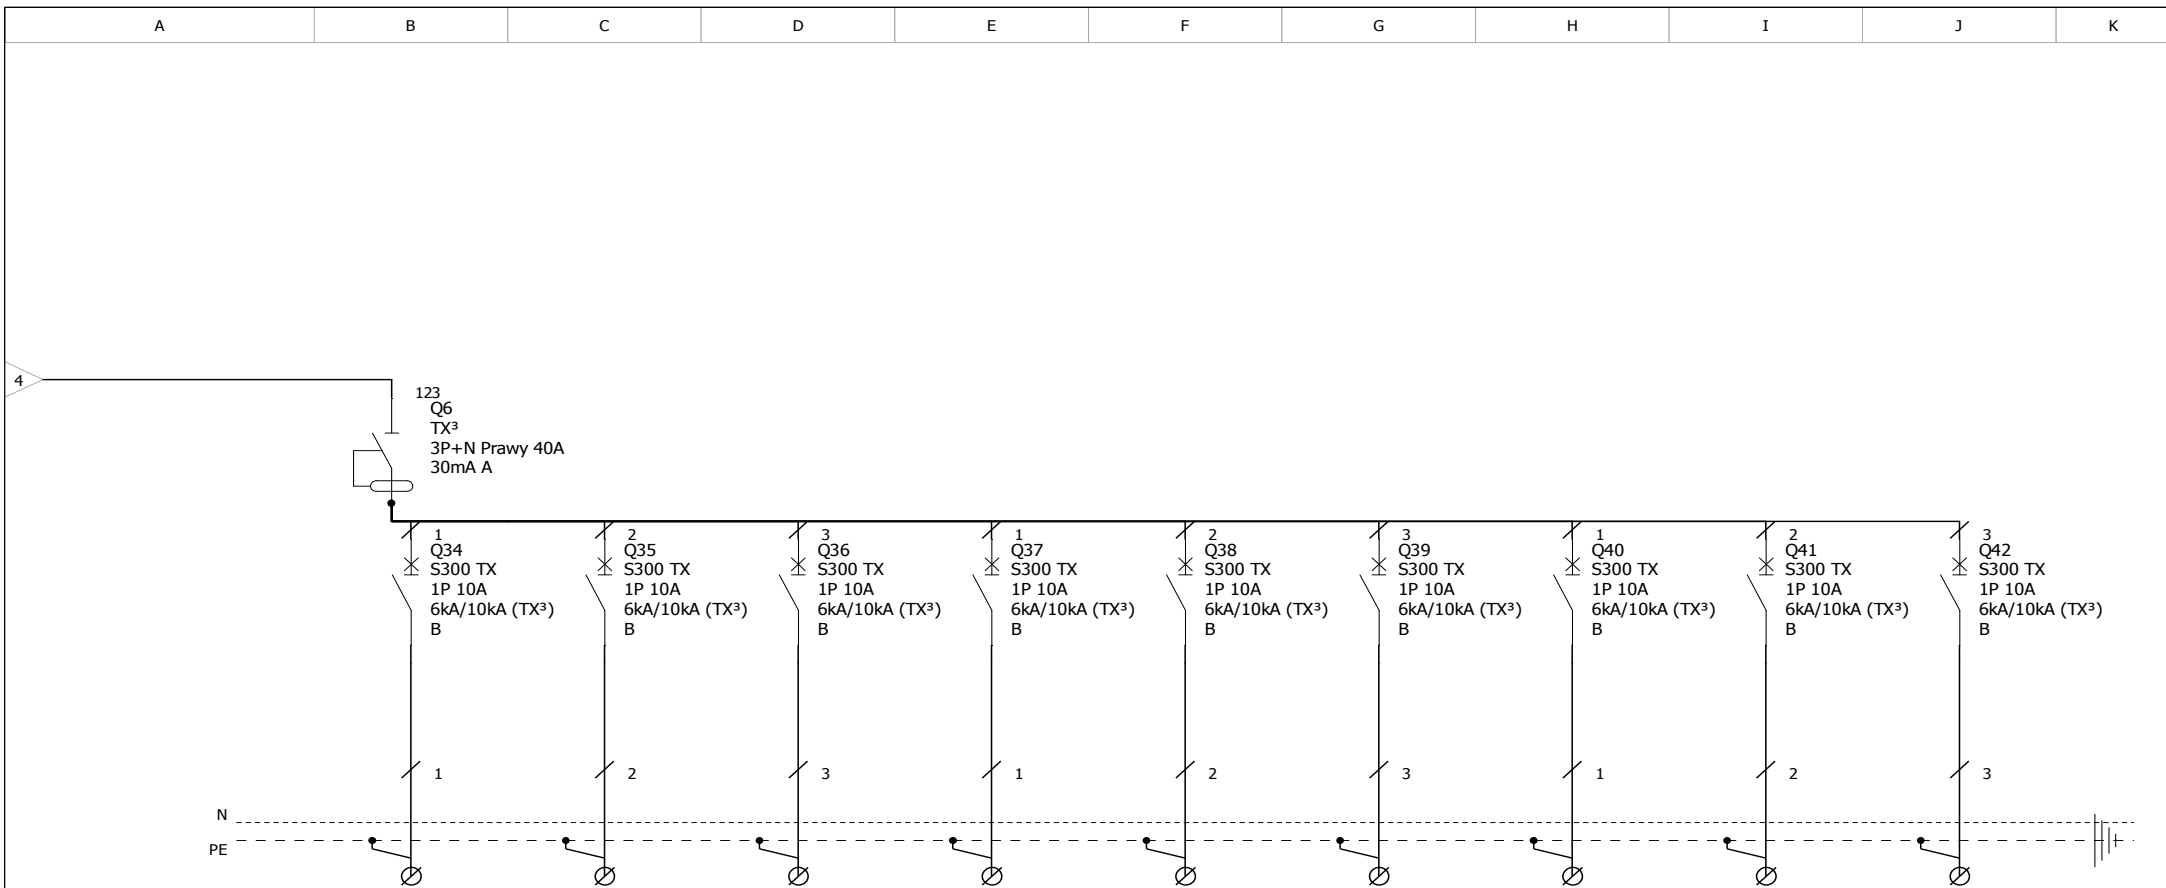 A B C D E F G H I J K
4
123
Q6
TX³
3P+N Prawy 40A
30mA A
1 2 3 1 2 3 1 2 3
Q34 Q35 Q36 Q37 Q38 Q39 Q40 Q41 Q42
S300 TX S300 TX S300 TX S300 TX S300 TX S300 TX S300 TX S300 TX S300 TX
1P 10A 1P 10A 1P 10A 1P 10A 1P 10A 1P 10A 1P 10A 1P 10A 1P 10A
6kA/10kA (TX³) 6kA/10kA (TX³) 6kA/10kA (TX³) 6kA/10kA (TX³) 6kA/10kA (TX³) 6kA/10kA (TX³) 6kA/10kA (TX³) 6kA/10kA (TX³) 6kA/10kA (TX³)
B B B B B B B B B
1 2 3 1 2 3 1 2 3
N
PE